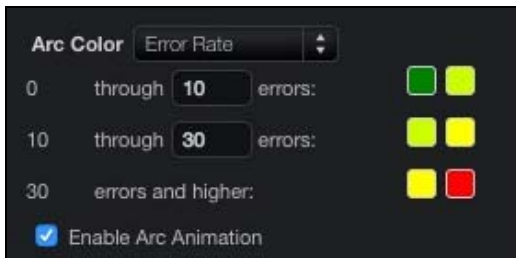 Arc Color Error Rate
0 through 10 errors:
10 through 30 errors:
30 errors and higher:
Enable Arc Animation